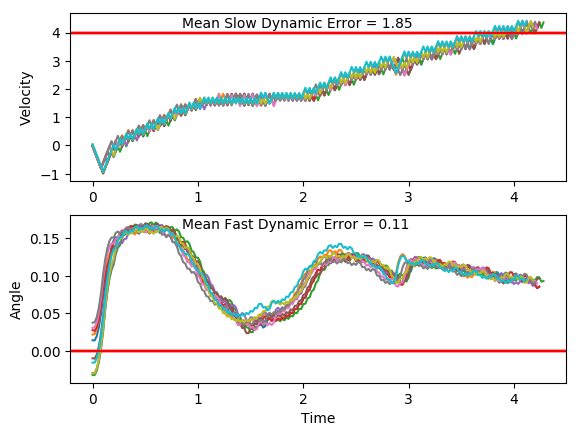 Mean Slow Dynamic Error = 1.85
Velocity
4
3
2
1
0
−1
0 1 2 3 4
Mean Fast Dynamic Error = 0.11
Angle
0.15
0.10
0.05
0.00
0 1 2 3 4
Time